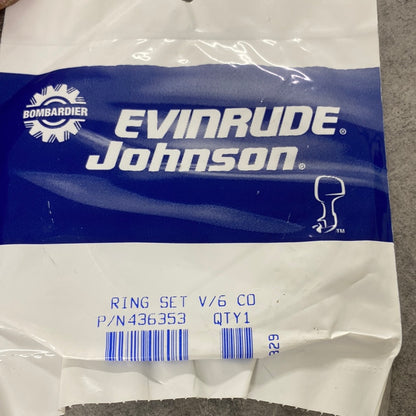 BOMBARDIER
EVINRUDE®
Johnson®
TM
RING SET V/6 CO
P/N436353 QTY1
329